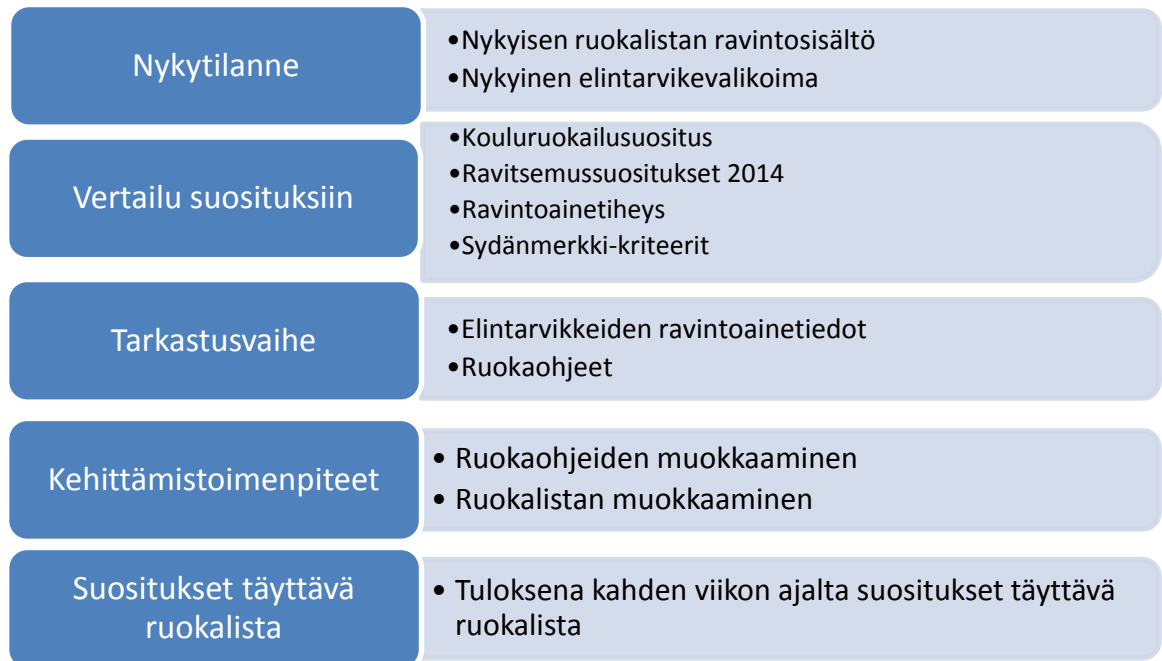 Nykytilanne
•Nykyisen ruokalistan ravintosisältö
•Nykyinen elintarvikevalikoima
Vertailu suosituksiin
•Kouluruokailusuositus
•Ravitsemussuositukset 2014
•Ravintoainetiheys
•Sydänmerkki-kriteerit
Tarkastusvaihe
•Elintarvikkeiden ravintoainetiedot
•Ruokaohjeet
Kehittämistoimenpiteet
• Ruokaohjeiden muokkaaminen
• Ruokalistan muokkaaminen
Suositukset täyttävä
ruokalista
• Tuloksena kahden viikon ajalta suositukset täyttävä
ruokalista